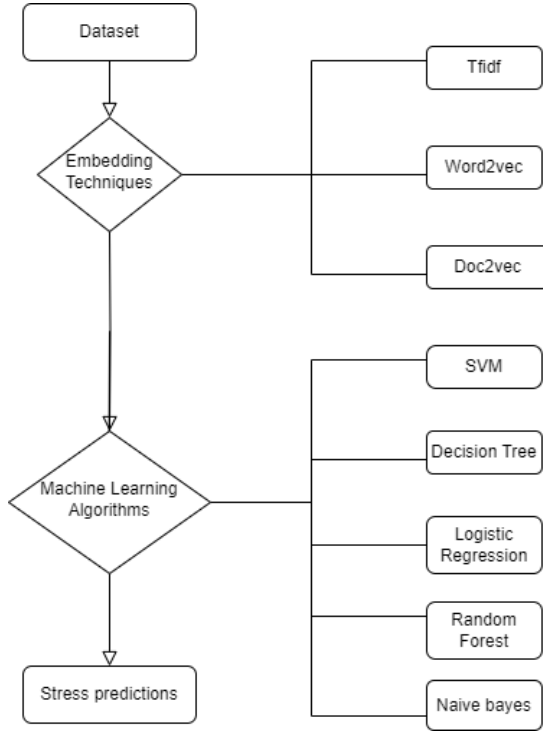 Dataset
Tfidf
Embedding
Techniques
Word2vec
Doc2vec
SVM
Decision Tree
Machine Learning
Algorithms
Logistic
Regression
Random
Forest
Stress predictions
Naive bayes